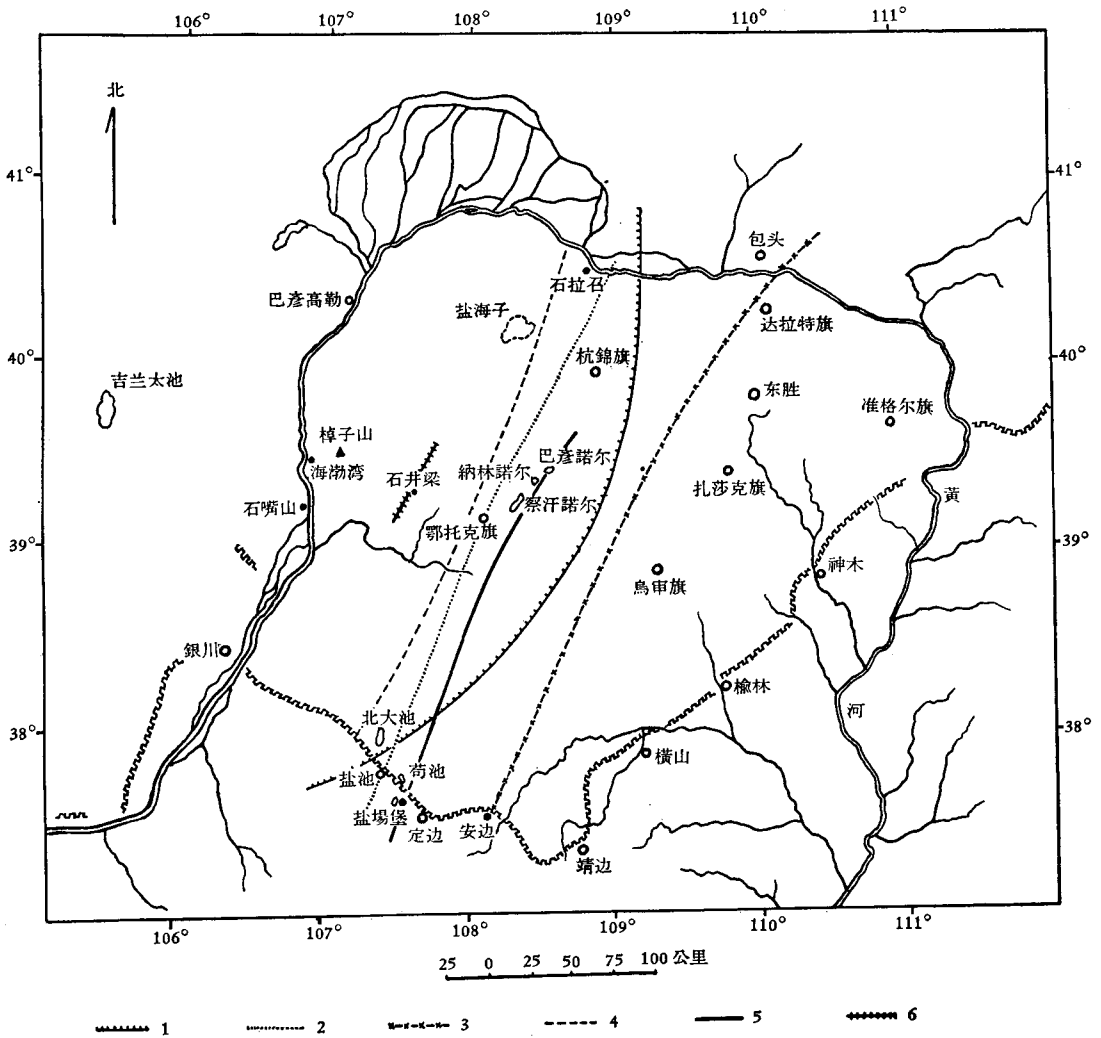 106°
107°
108°
109°
110°
111°
北
41°
41°
包头
石拉召
巴彥高勒
盐海子
达拉特旗
40°
40°
杭錦旗
吉兰太池
东胜
准格尔旗
棹子山
海渤湾
石井梁
納林諾尔
巴彥諾尔
扎莎克旗
石嘴山
察汗諾尔
黄
鄂托克旗
39°
39°
神木
烏审旗
銀川
榆林
河
北大池
38°
38°
橫山
盐池
苟池
盐場堡
定边
安边
靖边
106°
107°
108°
109°
110°
111°
25 0 25 50 75 100 公里
1 2 3 4 5 6